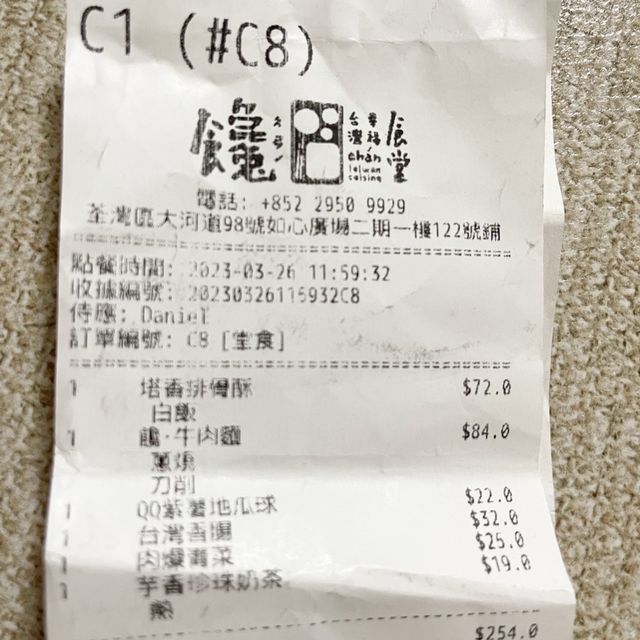 C1 (#C8)
饞 台灣 食堂
chán
taiwan
cuisine
電話: +852 2950 9929
荃灣區大河道98號如心廣場二期一樓122號舖
點餐時間: 2023-03-26 11:59:32
收據編號: 20230326115932C8
侍應: Daniel
訂單編號: C8 [堂食]
1 塔香排骨酥 $72.0
白飯
1 饞·牛肉麵 $84.0
刀削
1 QQ紫薯地瓜球 $22.0
1 台灣香腸 $32.0
1 肉燥青菜 $25.0
1 芋香珍珠奶茶 $19.0
熱
$254.0